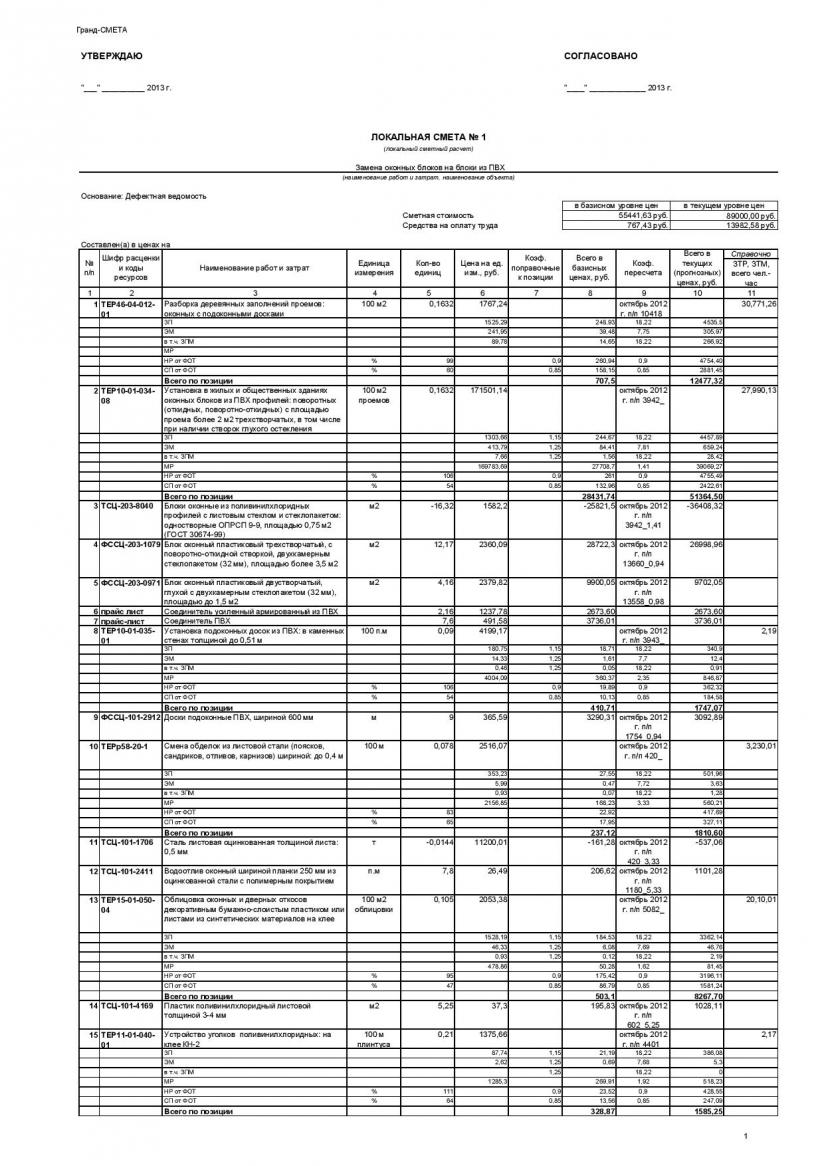 Гранд-СМЕТА
УТВЕРЖДАЮ СОГЛАСОВАНО
"___" __________ 2013 г. "____" _____________ 2013 г.
ЛОКАЛЬНАЯ СМЕТА № 1
(локальный сметный расчет)
Замена оконных блоков на блоки из ПВХ
(наименование работ и затрат, наименование объекта)
Основание: Дефектная ведомость
в базисном уровне цен в текущем уровне цен
Сметная стоимость 55441,63 руб. 89000,00 руб.
Средства на оплату труда 767,43 руб. 13982,58 руб.
Составлен(а) в ценах на
№ п/п Шифр расценки и коды ресурсов Наименование работ и затрат Единица измерения Кол-во единиц Цена на ед. изм., руб. Коэф. поправочные к позиции Всего в базисных ценах, руб. Коэф. пересчета Всего в текущих (прогнозных) ценах, руб. Справочно ЗТР, ЗТМ, всего чел.-час
1 2 3 4 5 6 7 8 9 10 11
1 ТЕР46-04-012- Разборка деревянных заполнений проемов: 100 м2 0,1632 1767,24 октябрь 2012 30,771,26
01 оконных с подоконными досками г. п/п 10418
ЗП 1525,29 248,93 18,22 4535,5
ЭМ 241,95 39,48 7,75 305,97
в т.ч. ЗПМ 89,78 14,65 18,22 266,92
МР
НР от ФОТ % 99 0,9 260,94 0,9 4754,40
СП от ФОТ % 60 0,85 158,15 0,85 2881,45
Всего по позиции 707,5 12477,32
2 ТЕР10-01-034- Установка в жилых и общественных зданиях 100 м2 0,1632 171501,14 октябрь 2012 27,990,13
08 оконных блоков из ПВХ профилей: поворотных проемов г. п/п 3942_
(откидных, поворотно-откидных) с площадью
проема более 2 м2 трехстворчатых, в том числе
при наличии створок глухого остекления
ЗП 1303,66 1,15 244,67 18,22 4457,89
ЭМ 413,79 1,25 84,41 7,81 659,24
в т.ч. ЗПМ 7,66 1,25 1,56 18,22 28,42
МР 169783,69 27708,7 1,41 39069,27
НР от ФОТ % 106 0,9 261 0,9 4755,49
СП от ФОТ % 54 0,85 132,96 0,85 2422,61
Всего по позиции 28431,74 51364,50
3 ТСЦ-203-8040 Блоки оконные из поливинилхлоридных м2 -16,32 1582,2 -25821,5 октябрь 2012 -36408,32
профилей с листовым стеклом и стеклопакетом: г. п/п
одностворные ОПРСП 9-9, площадью 0,75 м2 3942_1,41
(ГОСТ 30674-99)
4 ФССЦ-203-1079 Блок оконный пластиковый трехстворчатый, с м2 12,17 2360,09 28722,3 октябрь 2012 26998,96
поворотно-откидной створкой, двухкамерным г. п/п
стеклопакетом (32 мм), площадью более 3,5 м2 13660_0,94
5 ФССЦ-203-0971 Блок оконный пластиковый двустворчатый, м2 4,16 2379,82 9900,05 октябрь 2012 9702,05
глухой с двухкамерным стеклопакетом (32 мм), г. п/п
площадью до 1,5 м2 13558_0,98
6 прайс лист Соединитель усиленный армированный из ПВХ 2,16 1237,78 2673,60 2673,60
7 прайс-лист Соединитель ПВХ 7,6 491,58 3736,01 3736,01
8 ТЕР10-01-035- Установка подоконных досок из ПВХ: в каменных 100 п.м 0,09 4199,17 октябрь 2012 2,19
01 стенах толщиной до 0,51 м г. п/п 3943_
ЗП 180,75 1,15 18,71 18,22 340,9
ЭМ 14,33 1,25 1,61 7,7 12,4
в т.ч. ЗПМ 0,46 1,25 0,05 18,22 0,91
МР 4004,09 360,37 2,35 846,87
НР от ФОТ % 106 0,9 19,89 0,9 362,32
СП от ФОТ % 54 0,85 10,13 0,85 184,58
Всего по позиции 410,71 1747,07
9 ФССЦ-101-2912 Доски подоконные ПВХ, шириной 600 мм м 9 365,59 3290,31 октябрь 2012 3092,89
г. п/п
1754_0,94
10 ТЕРр58-20-1 Смена обделок из листовой стали (поясков, 100 м 0,078 2516,07 октябрь 2012 3,230,01
сандриков, отливов, карнизов) шириной: до 0,4 м г. п/п 420_
ЗП 353,23 27,55 18,22 501,96
ЭМ 5,99 0,47 7,72 3,63
в т.ч. ЗПМ 0,93 0,07 18,22 1,28
МР 2156,85 168,23 3,33 560,21
НР от ФОТ % 83 22,92 417,69
СП от ФОТ % 65 17,95 327,11
Всего по позиции 237,12 1810,60
11 ТСЦ-101-1706 Сталь листовая оцинкованная толщиной листа: т -0,0144 11200,01 -161,28 октябрь 2012 -537,06
0,5 мм г. п/п
420_3,33
12 ТСЦ-101-2411 Водоотлив оконный шириной планки 250 мм из п.м 7,8 26,49 206,62 октябрь 2012 1101,28
оцинкованной стали с полимерным покрытием г. п/п
1180_5,33
13 ТЕР15-01-050- Облицовка оконных и дверных откосов 100 м2 0,105 2053,38 октябрь 2012 20,10,01
04 декоративным бумажно-слоистым пластиком или облицовки г. п/п 5082_
листами из синтетических материалов на клее
ЗП 1528,19 1,15 184,53 18,22 3362,14
ЭМ 46,33 1,25 6,08 7,69 46,76
в т.ч. ЗПМ 0,93 1,25 0,12 18,22 2,19
МР 478,86 50,28 1,62 81,45
НР от ФОТ % 95 0,9 175,42 0,9 3196,11
СП от ФОТ % 47 0,85 86,79 0,85 1581,24
Всего по позиции 503,1 8267,70
14 ТСЦ-101-4169 Пластик поливинилхлоридный листовой м2 5,25 37,3 195,83 октябрь 2012 1028,11
толщиной 3-4 мм г. п/п
602_5,25
15 ТЕР11-01-040- Устройство уголков поливинилхлоридных: на 100 м 0,21 1375,66 октябрь 2012 2,17
01 клее КН-2 плинтуса г. п/п 4401
ЗП 87,74 1,15 21,19 18,22 386,08
ЭМ 2,62 1,25 0,69 7,68 5,3
в т.ч. ЗПМ 1,25 18,22 0
МР 1285,3 269,91 1,92 518,23
НР от ФОТ % 111 0,9 23,52 0,9 428,55
СП от ФОТ % 64 0,85 13,56 0,85 247,09
Всего по позиции 328,87 1585,25
1